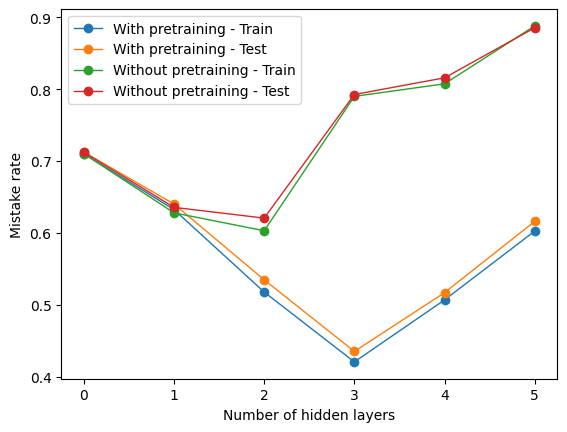 With pretraining - Train
With pretraining - Test
Without pretraining - Train
Without pretraining - Test
Mistake rate
0.9
0.8
0.7
0.6
0.5
0.4
0 1 2 3 4 5
Number of hidden layers